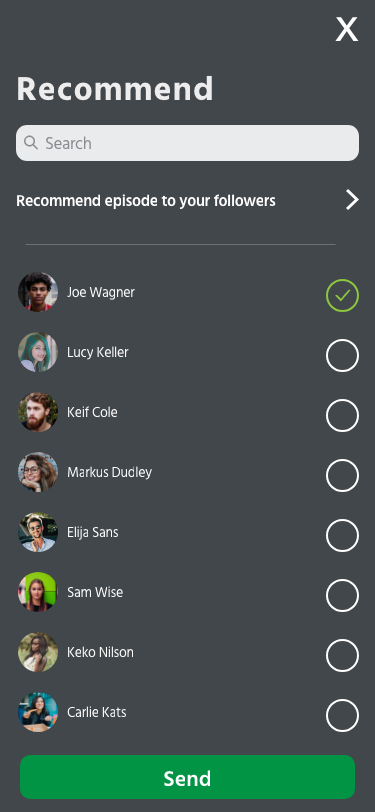 X
Recommend
Search
Recommend episode to your followers
Joe Wagner
Lucy Keller
Keif Cole
Markus Dudley
Elija Sans
Sam Wise
Keko Nilson
Carlie Kats
Send